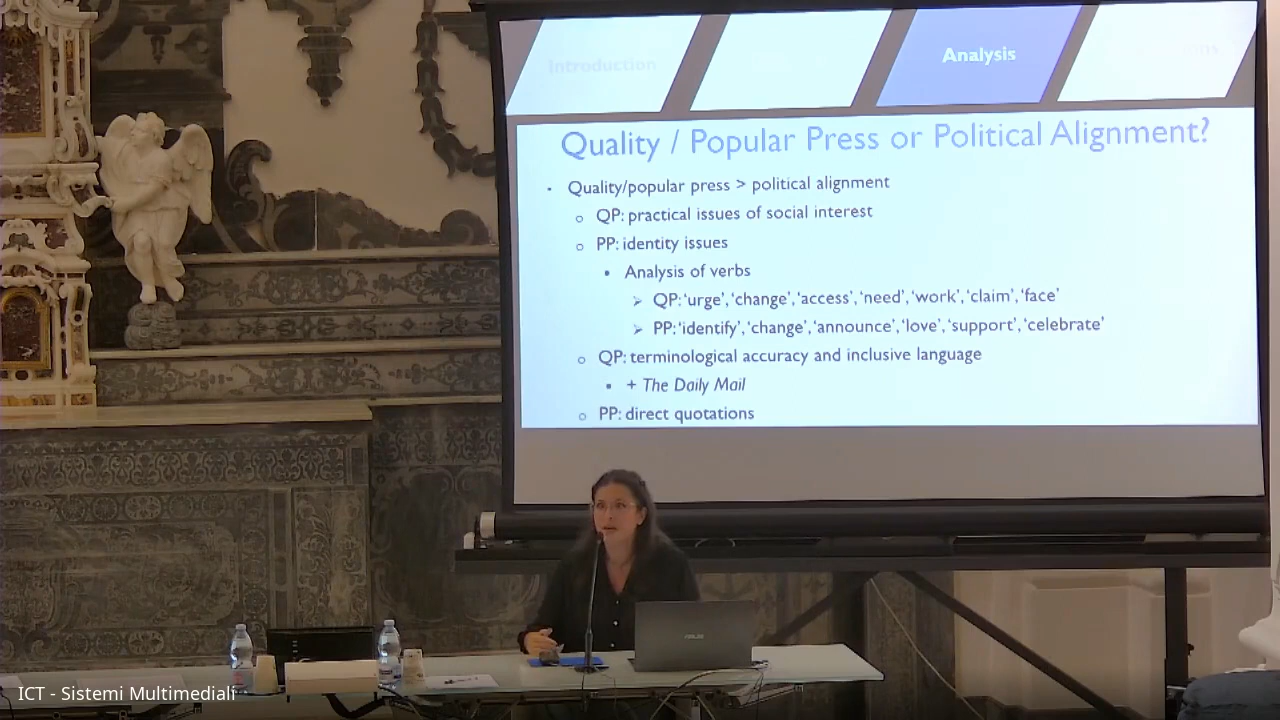 Introduction
Analysis
Quality / Popular Press or Political Alignment?
• Quality/popular press > political alignment
o QP: practical issues of social interest
o PP: identity issues
• Analysis of verbs
➢ QP: ‘urge’, ‘change’, ‘access’, ‘need’, ‘work’, ‘claim’, ‘face’
➢ PP: ‘identify’, ‘change’, ‘announce’, ‘love’, ‘support’, ‘celebrate’
o QP: terminological accuracy and inclusive language
• + The Daily Mail
o PP: direct quotations
ASUS
ICT - Sistemi Multimediali